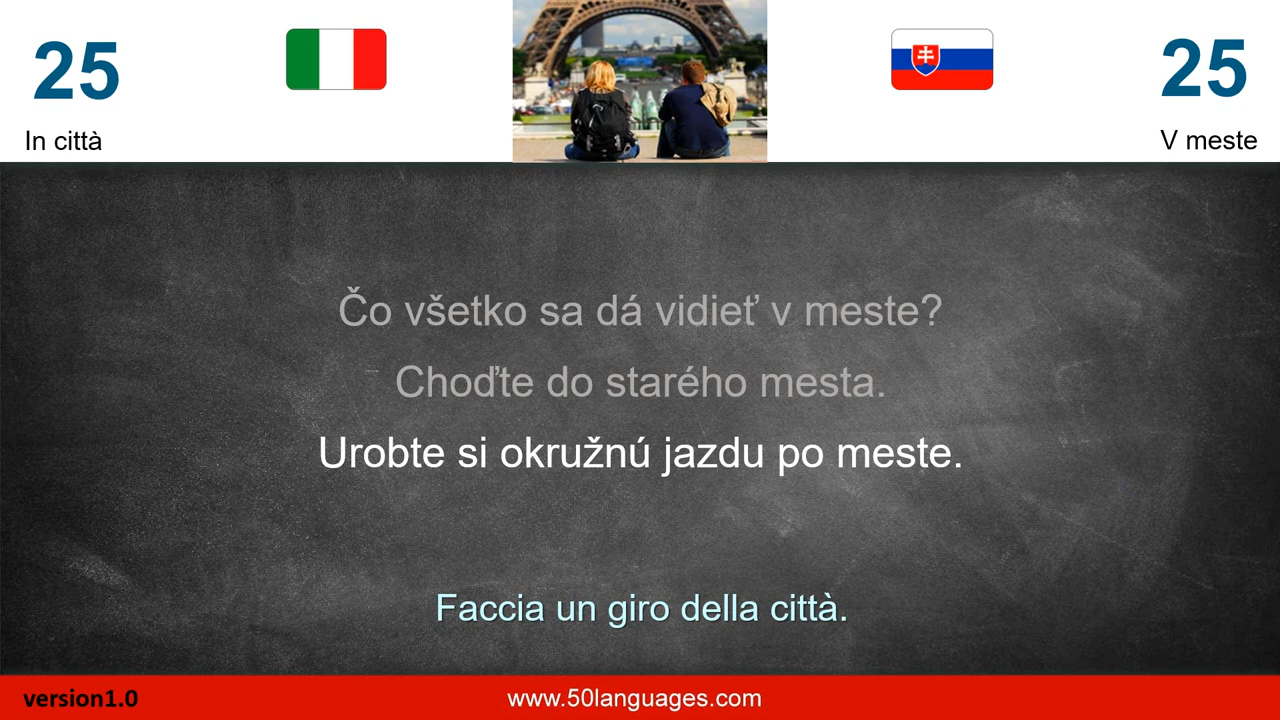 25
25
In città
V meste
Čo všetko sa dá vidieť v meste?
Choďte do starého mesta.
Urobte si okružnú jazdu po meste.
Faccia un giro della città.
version1.0
www.50languages.com